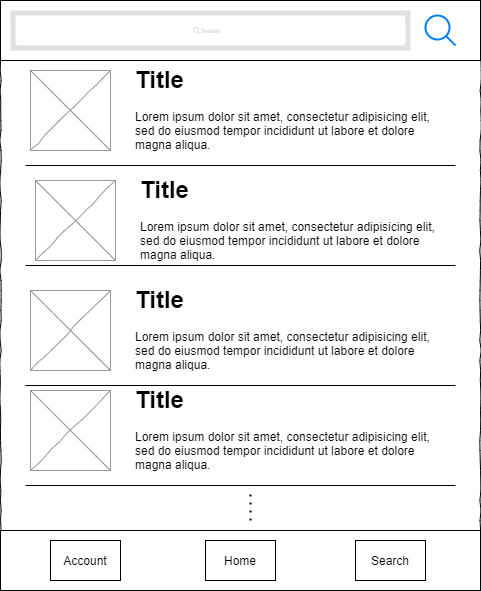 Search
Title
Lorem ipsum dolor sit amet, consectetur adipisicing elit,
sed do eiusmod tempor incididunt ut labore et dolore
magna aliqua.
Title
Lorem ipsum dolor sit amet, consectetur adipisicing elit,
sed do eiusmod tempor incididunt ut labore et dolore
magna aliqua.
Title
Lorem ipsum dolor sit amet, consectetur adipisicing elit,
sed do eiusmod tempor incididunt ut labore et dolore
magna aliqua.
Title
Lorem ipsum dolor sit amet, consectetur adipisicing elit,
sed do eiusmod tempor incididunt ut labore et dolore
magna aliqua.
Account Home Search